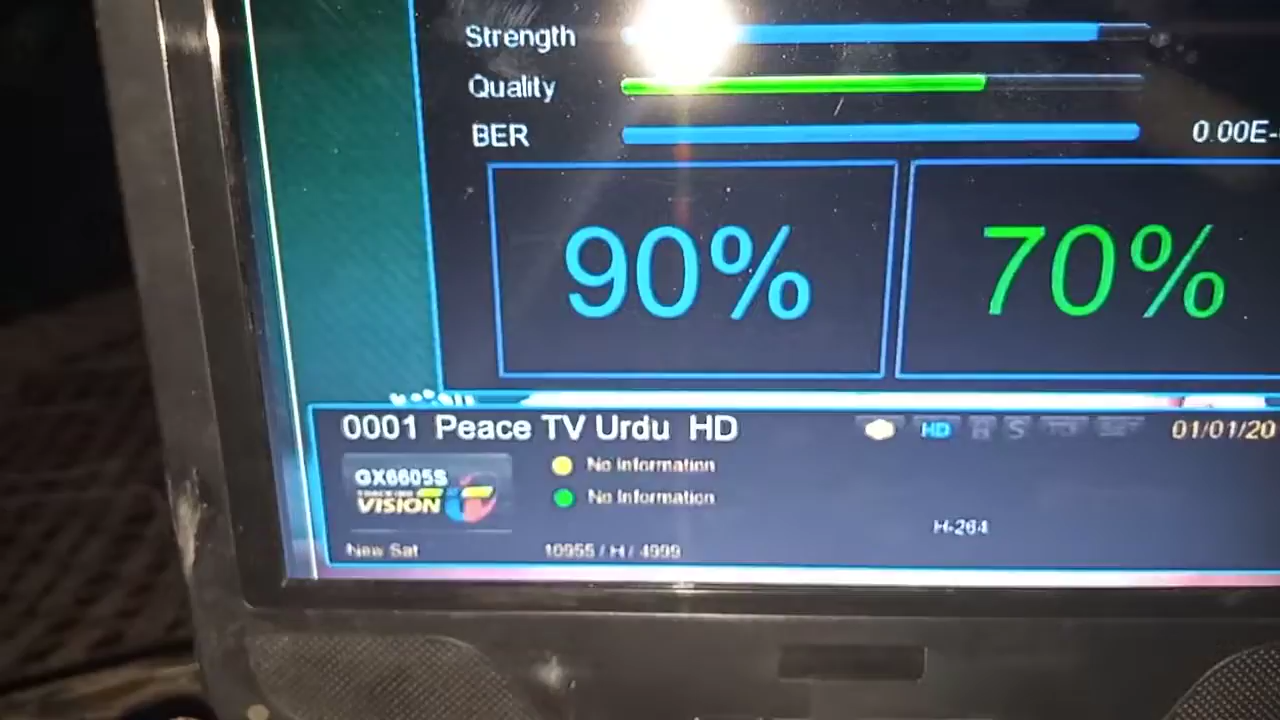 Strength
Quality
BER 0.00E-
90% 70%
0001 Peace TV Urdu HD HD S 01/01/20
No Information
GX6605S
VISION
No Information
H-264
New Sat 10955 / H / 4999